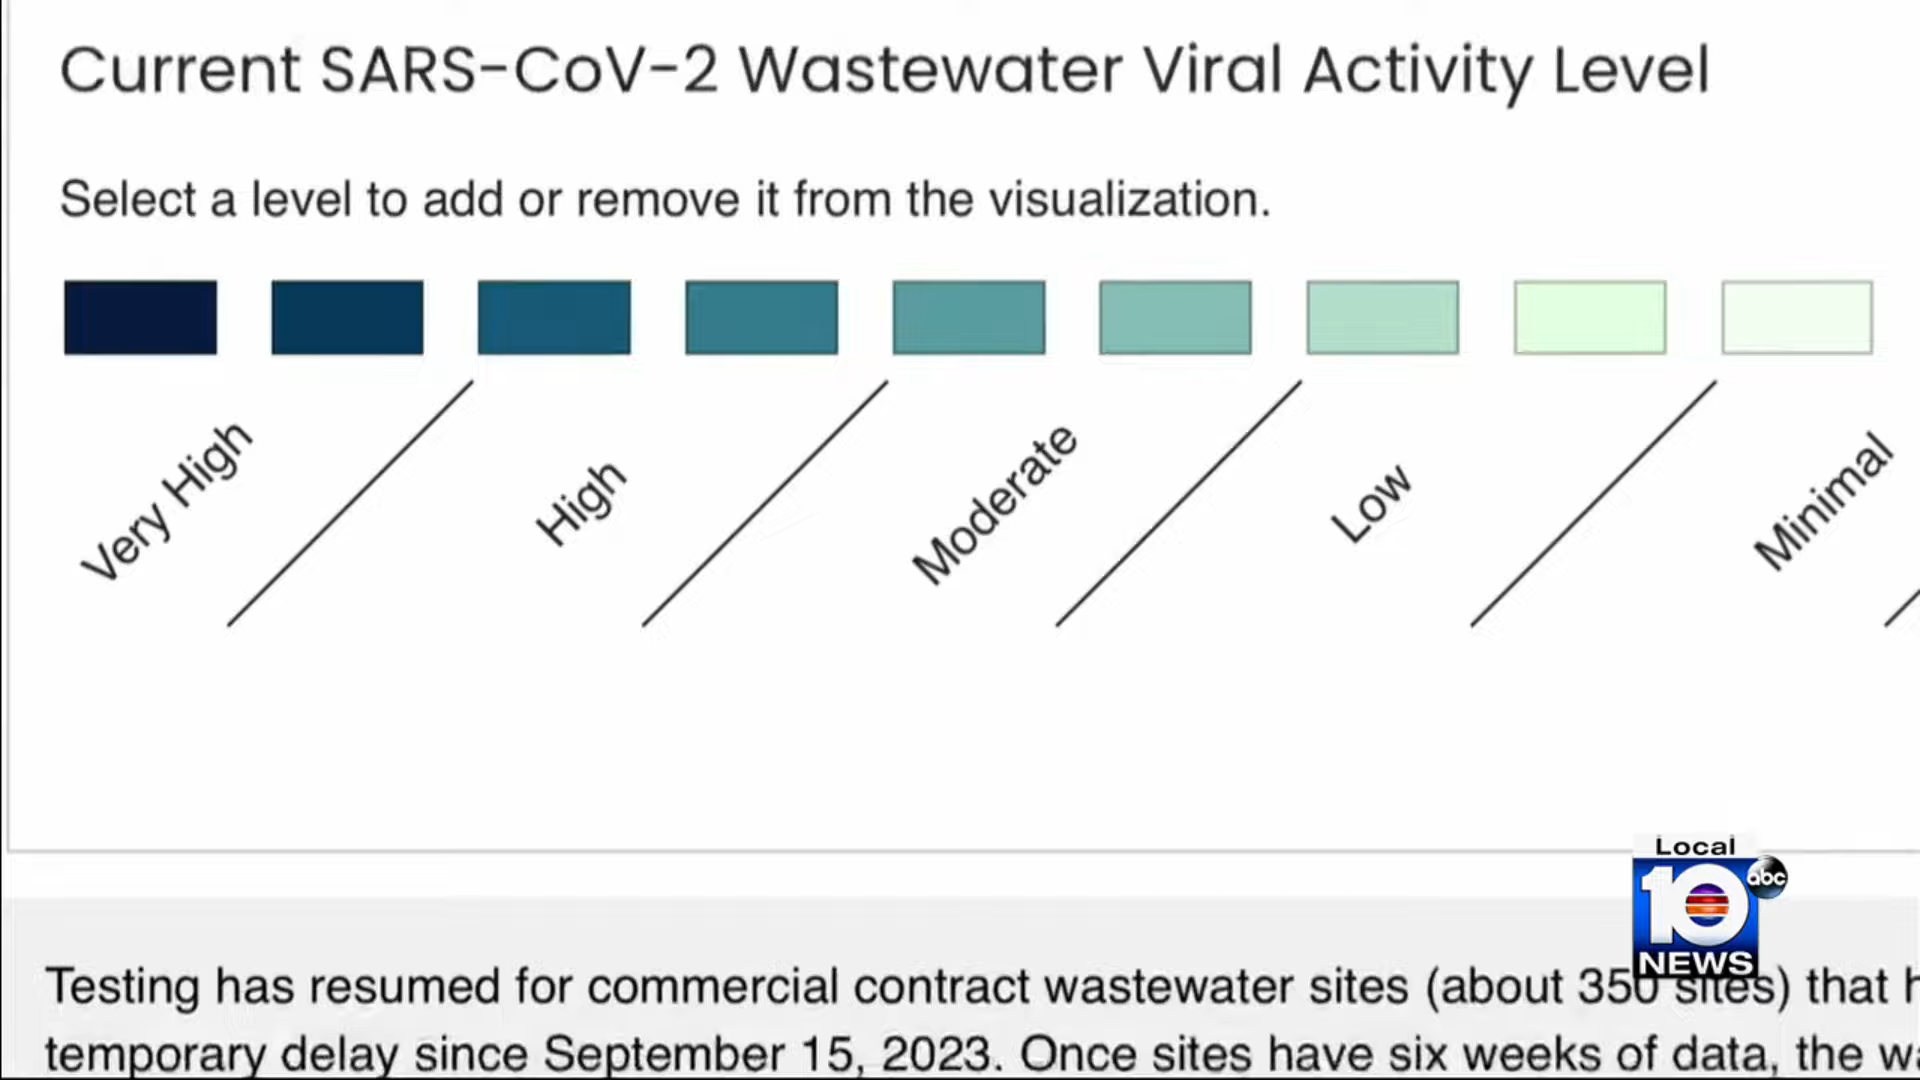 Current SARS-CoV-2 Wastewater Viral Activity Level
Select a level to add or remove it from the visualization.
Very High
High
Moderate
Low
Minimal
Local
10
abc
NEWS
Testing has resumed for commercial contract wastewater sites (about 350 sites) that
temporary delay since September 15, 2023. Once sites have six weeks of data, the